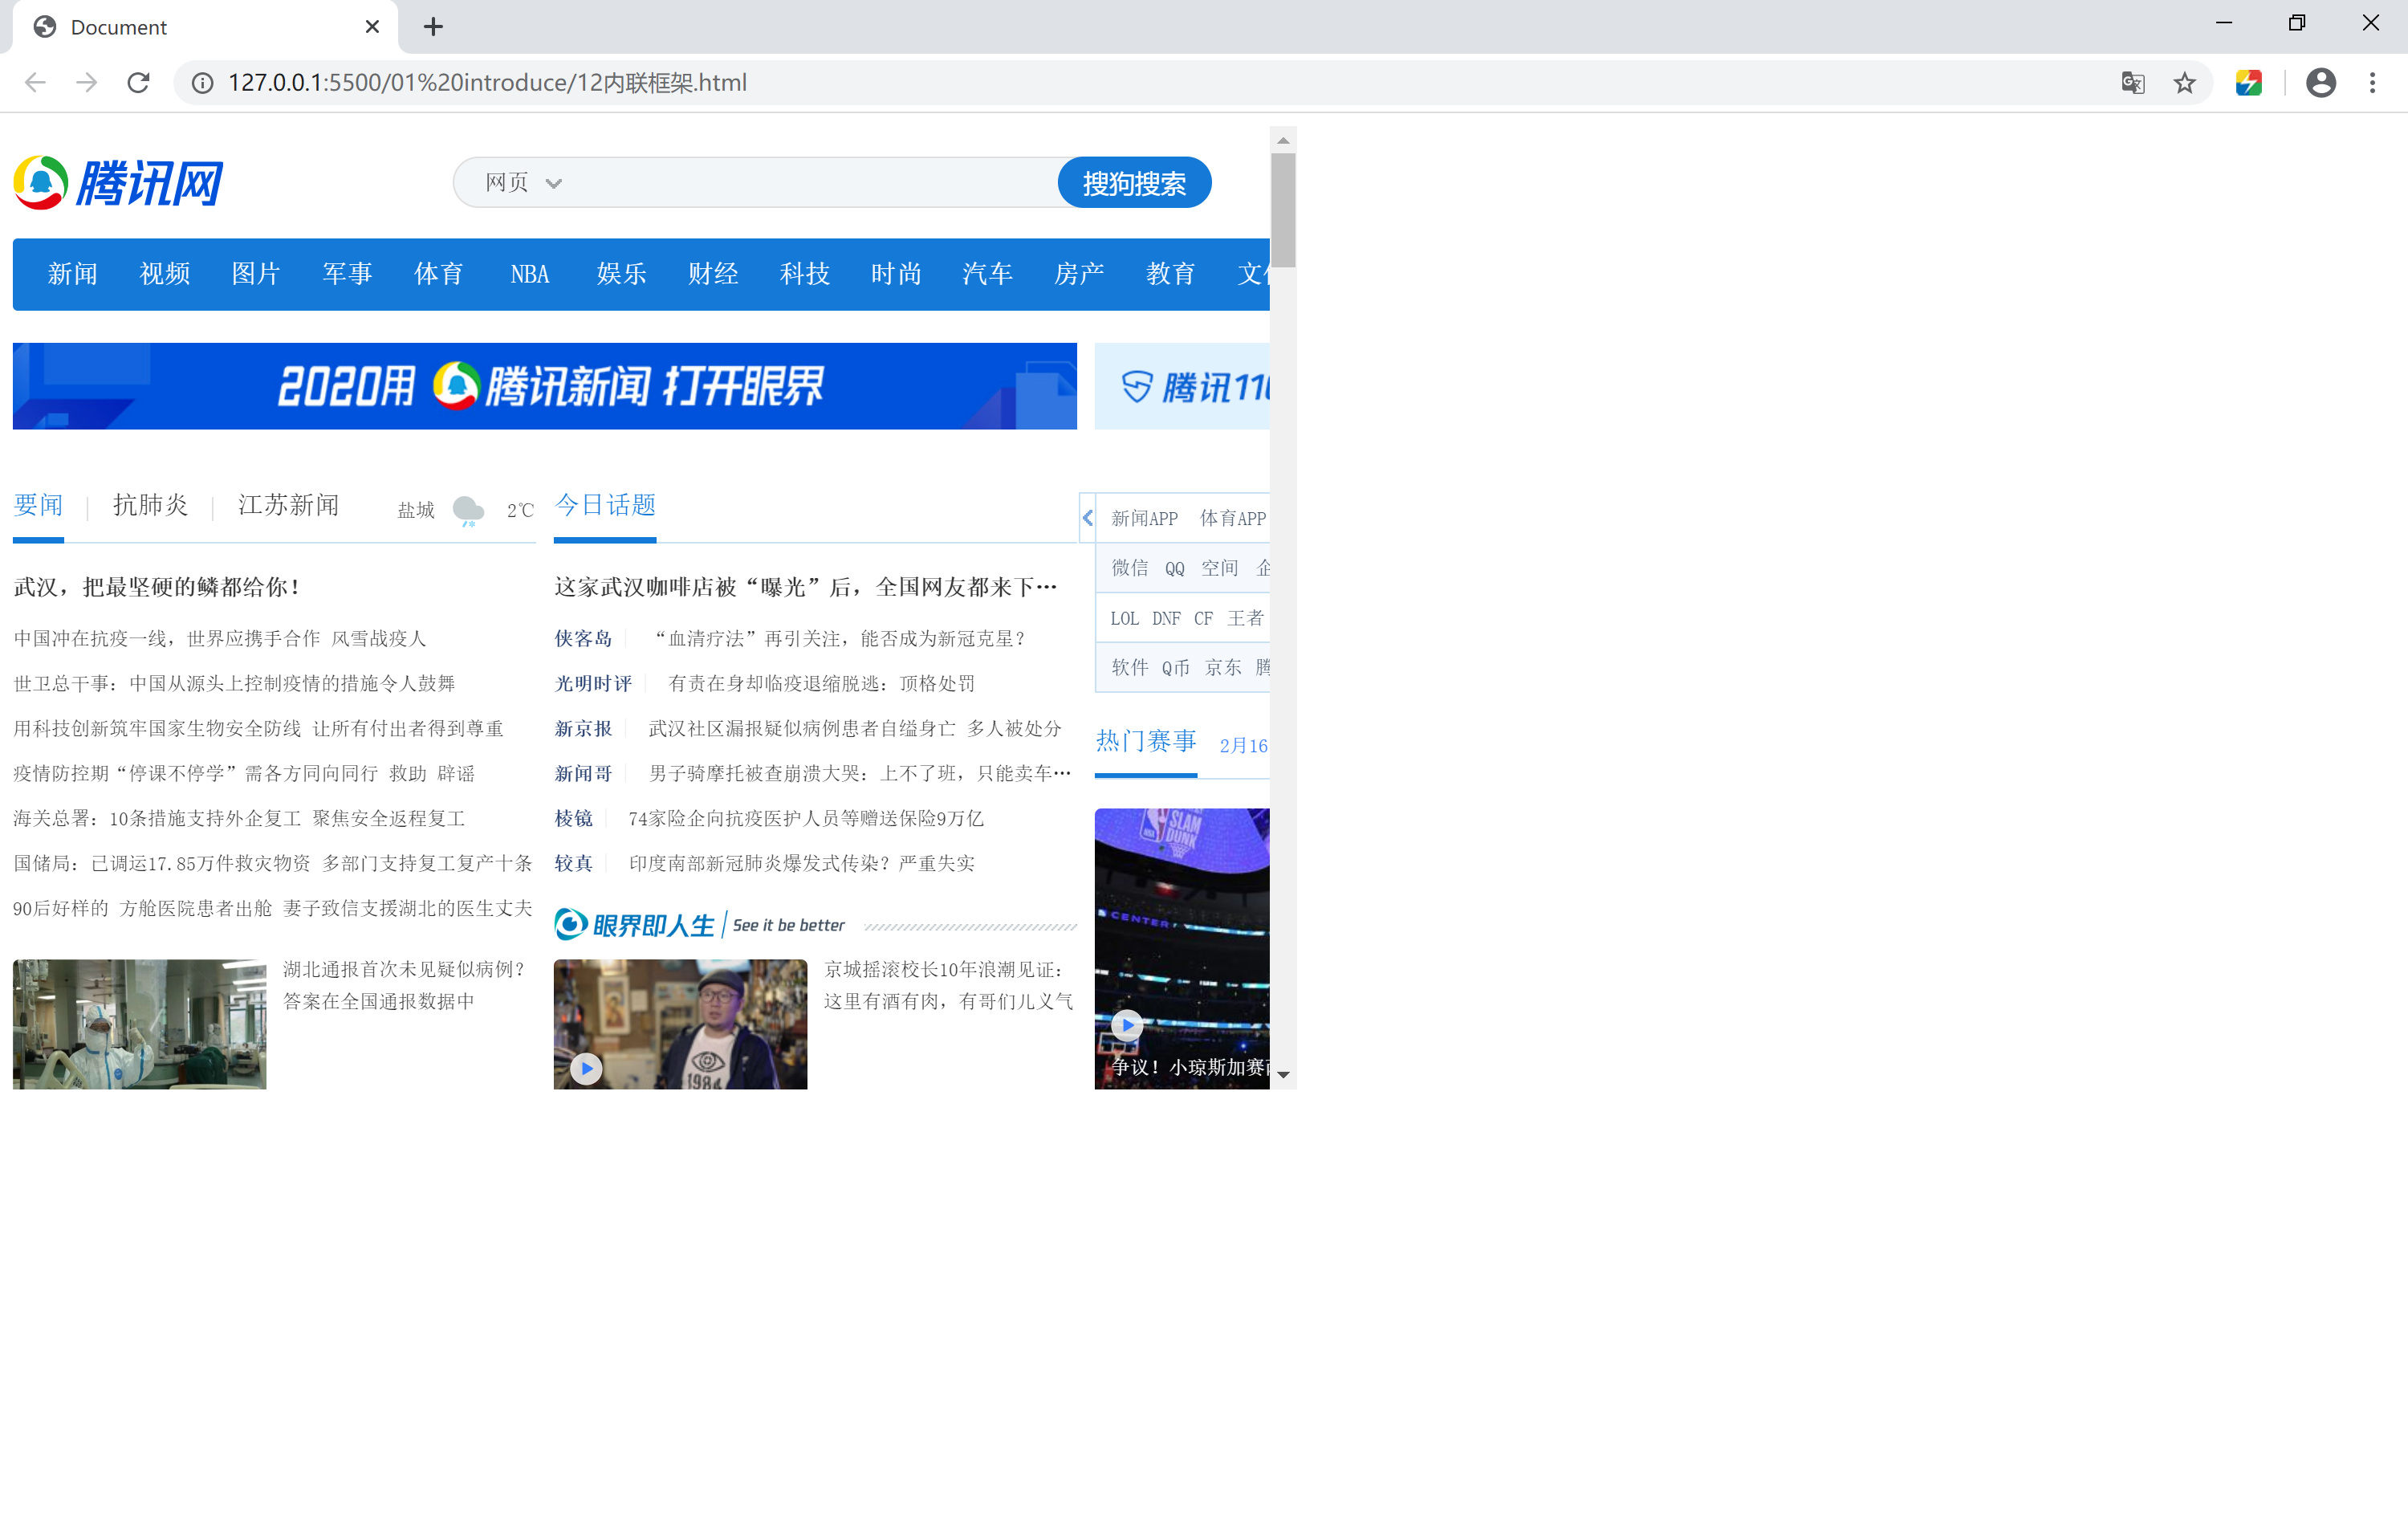 Document
127.0.0.1:5500/01%20introduce/12内联框架.html
腾讯网
网页
搜狗搜索
新闻 视频 图片 军事 体育 NBA 娱乐 财经 科技 时尚 汽车 房产 教育 文
2020用 腾讯新闻 打开眼界
腾讯110
要闻 抗肺炎 江苏新闻 盐城 2℃
武汉，把最坚硬的鳞都给你！
中国冲在抗疫一线，世界应携手合作 风雪战疫人
世卫总干事：中国从源头上控制疫情的措施令人鼓舞
用科技创新筑牢国家生物安全防线 让所有付出者得到尊重
疫情防控期“停课不停学”需各方同向同行 救助 辟谣
海关总署：10条措施支持外企复工 聚焦安全返程复工
国储局：已调运17.85万件救灾物资 多部门支持复工复产十条
90后好样的 方舱医院患者出舱 妻子致信支援湖北的医生丈夫
湖北通报首次未见疑似病例？
答案在全国通报数据中
今日话题
这家武汉咖啡店被“曝光”后，全国网友都来下…
侠客岛 “血清疗法”再引关注，能否成为新冠克星？
光明时评 有责在身却临疫退缩脱逃：顶格处罚
新京报 武汉社区漏报疑似病例患者自缢身亡 多人被处分
新闻哥 男子骑摩托被查崩溃大哭：上不了班，只能卖车…
棱镜 74家险企向抗疫医护人员等赠送保险9万亿
较真 印度南部新冠肺炎爆发式传染？严重失实
眼界即人生 See it be better
1984
京城摇滚校长10年浪潮见证：
这里有酒有肉，有哥们儿义气
新闻APP 体育APP
微信 QQ 空间 企
LOL DNF CF 王者
软件 Q币 京东 腾
热门赛事 2月16
SLAM
DUNK
CENTER
争议！小琼斯加赛